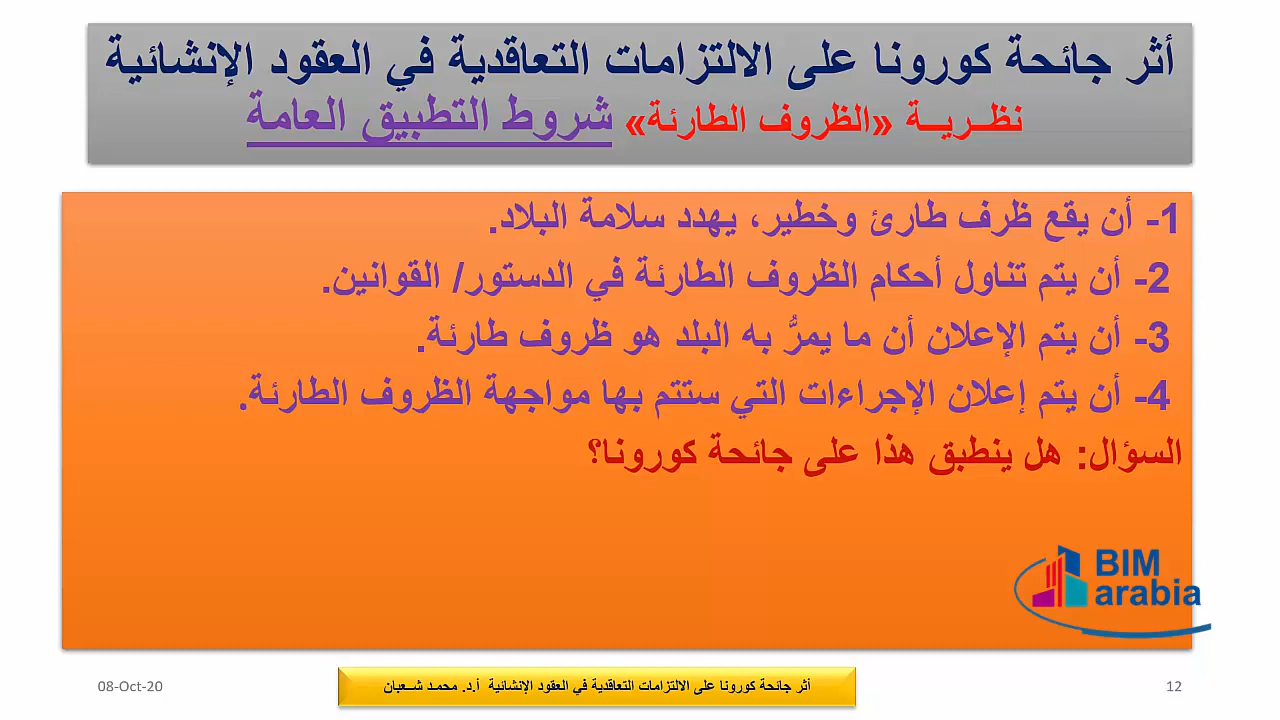 أثر جائحة كورونا على الالتزامات التعاقدية في العقود الإنشائية
نظــريــة «الظروف الطارئة» شروط التطبيق العامة
1- أن يقع ظرف طارئ وخطير، يهدد سلامة البلاد.
2- أن يتم تناول أحكام الظروف الطارئة في الدستور/ القوانين.
3- أن يتم الإعلان أن ما يمرُّ به البلد هو ظروف طارئة.
4- أن يتم إعلان الإجراءات التي ستتم بها مواجهة الظروف الطارئة.
السؤال: هل ينطبق هذا على جائحة كورونا؟
BIM
arabia
08-Oct-20
أثر جائحة كورونا على الالتزامات التعاقدية في العقود الإنشائية أ.د. محمـد شــعبان
12